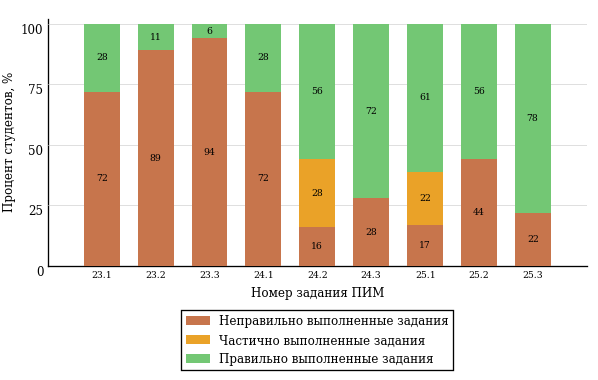 Процент студентов, %
100
75
50
25
0
28 11 6 28 56 72 61 56 78
28 22
72 89 94 72 16 28 17 44 22
23.1 23.2 23.3 24.1 24.2 24.3 25.1 25.2 25.3
Номер задания ПИМ
Неправильно выполненные задания
Частично выполненные задания
Правильно выполненные задания